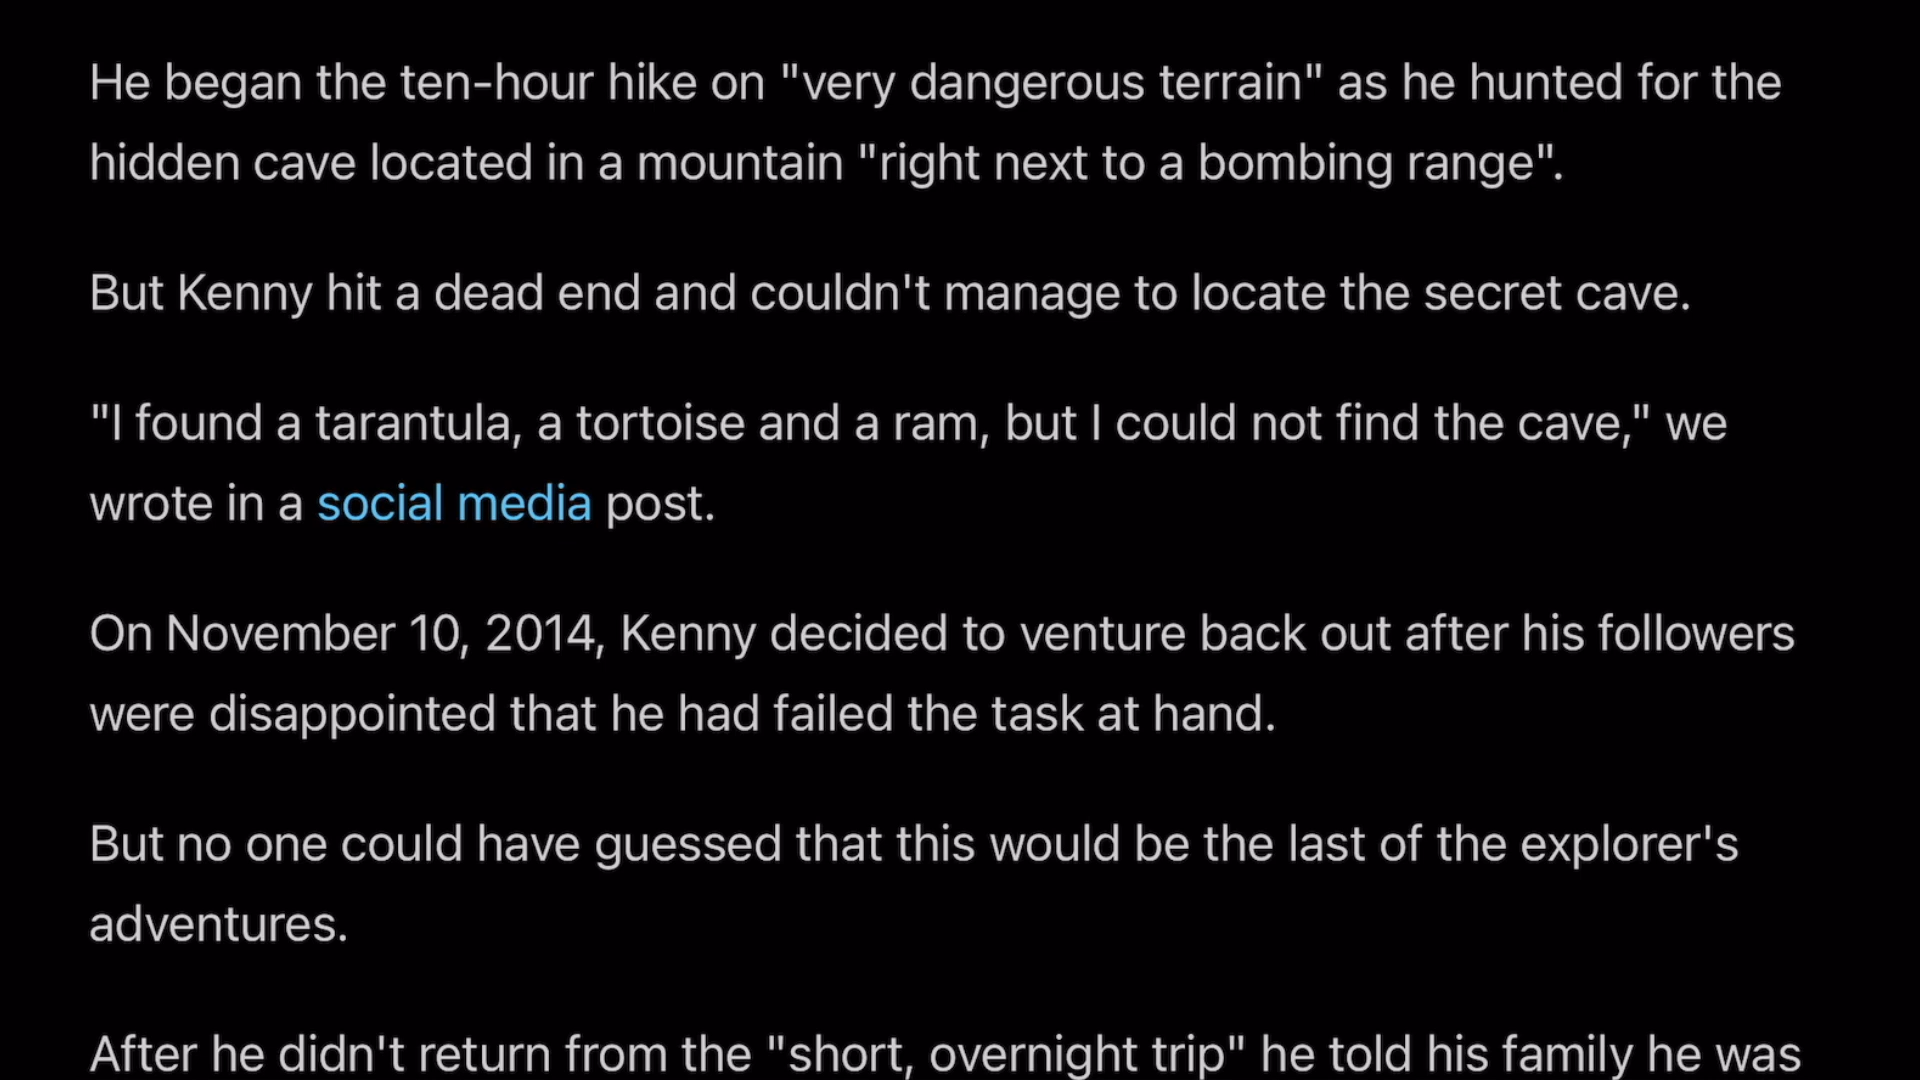 He began the ten-hour hike on "very dangerous terrain" as he hunted for the
hidden cave located in a mountain "right next to a bombing range".
But Kenny hit a dead end and couldn't manage to locate the secret cave.
"I found a tarantula, a tortoise and a ram, but I could not find the cave," we
wrote in a social media post.
On November 10, 2014, Kenny decided to venture back out after his followers
were disappointed that he had failed the task at hand.
But no one could have guessed that this would be the last of the explorer's
adventures.
After he didn't return from the "short, overnight trip" he told his family he was